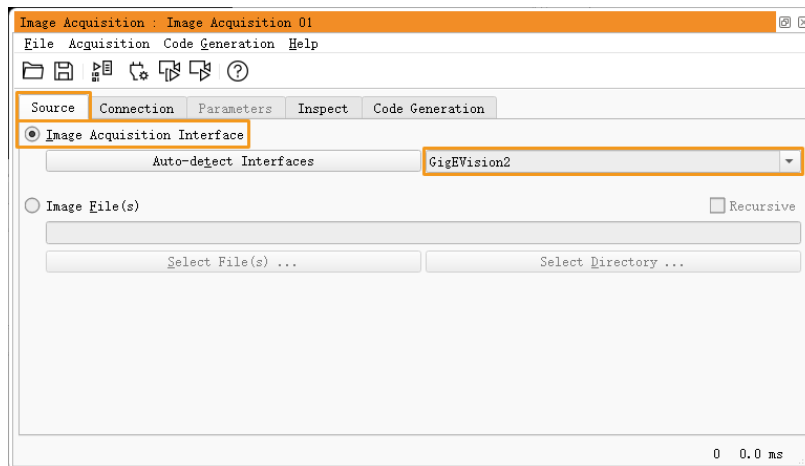 Image Acquisition : Image Acquisition 01
File Acquisition Code Generation Help
Source Connection Parameters Inspect Code Generation
Image Acquisition Interface
Auto-detect Interfaces GigEVision2
Image File(s) Recursive
Select File(s) ... Select Directory ...
0 0.0 ms